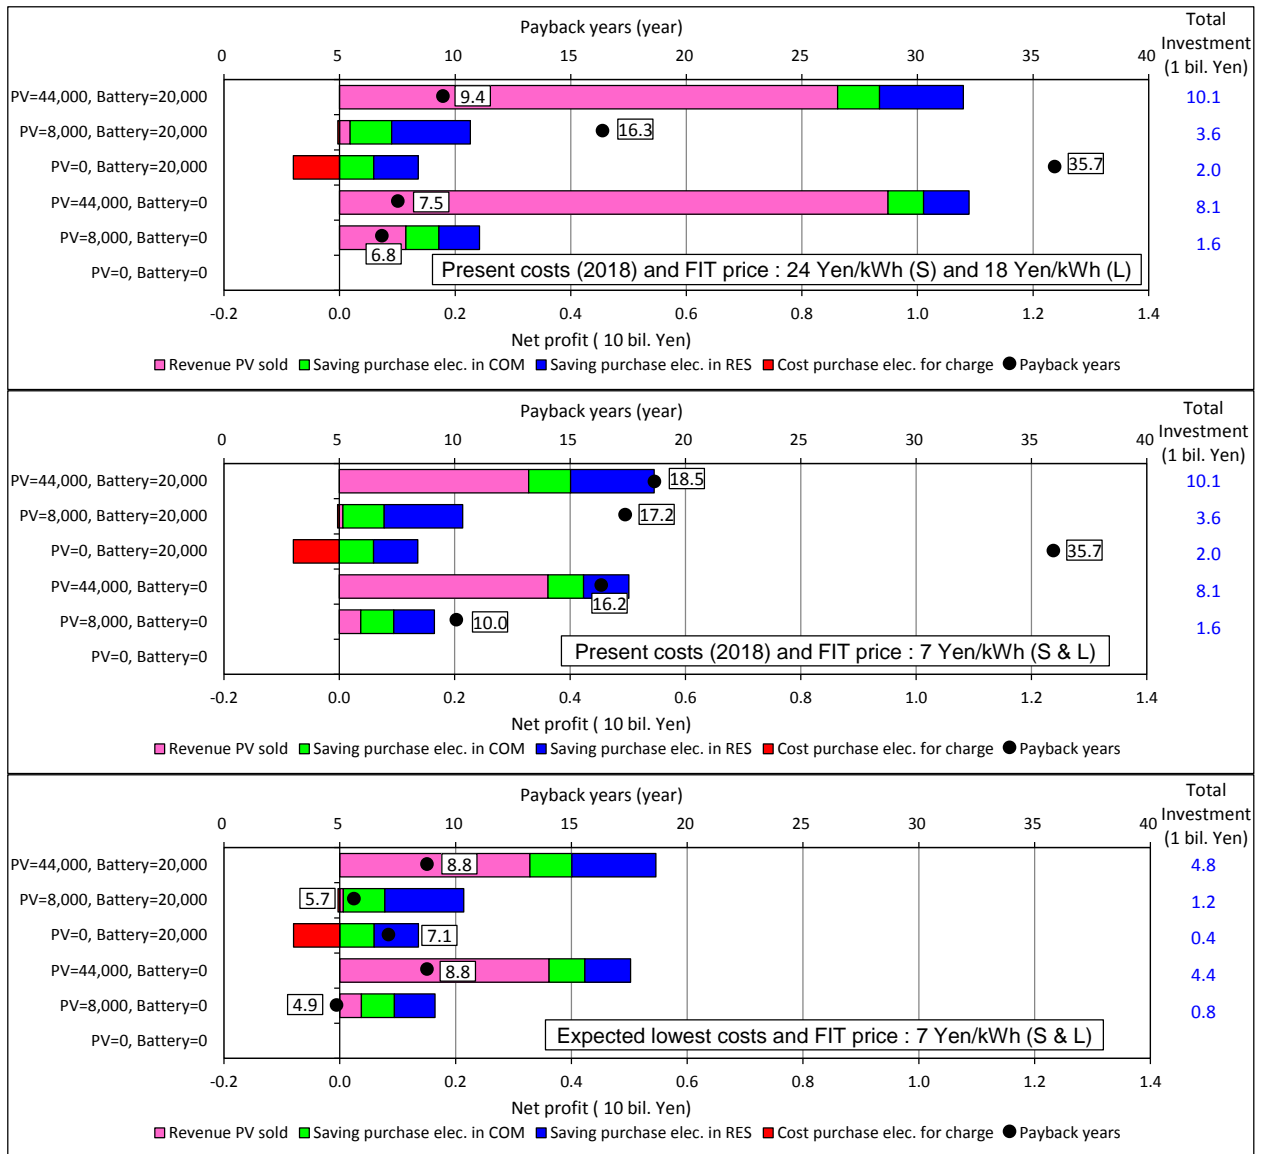 Payback years (year)
Total
Investment
(1 bil. Yen)
0 5 10 15 20 25 30 35 40
PV=44,000, Battery=20,000 9.4 10.1
PV=8,000, Battery=20,000 16.3 3.6
PV=0, Battery=20,000 35.7 2.0
PV=44,000, Battery=0 7.5 8.1
PV=8,000, Battery=0 6.8 1.6
PV=0, Battery=0
Present costs (2018) and FIT price : 24 Yen/kWh (S) and 18 Yen/kWh (L)
-0.2 0.0 0.2 0.4 0.6 0.8 1.0 1.2 1.4
Net profit ( 10 bil. Yen)
Revenue PV sold Saving purchase elec. in COM Saving purchase elec. in RES Cost purchase elec. for charge Payback years
Payback years (year)
Total
Investment
(1 bil. Yen)
0 5 10 15 20 25 30 35 40
PV=44,000, Battery=20,000 18.5 10.1
PV=8,000, Battery=20,000 17.2 3.6
PV=0, Battery=20,000 35.7 2.0
PV=44,000, Battery=0 16.2 8.1
PV=8,000, Battery=0 10.0 1.6
PV=0, Battery=0
Present costs (2018) and FIT price : 7 Yen/kWh (S & L)
-0.2 0.0 0.2 0.4 0.6 0.8 1.0 1.2 1.4
Net profit ( 10 bil. Yen)
Revenue PV sold Saving purchase elec. in COM Saving purchase elec. in RES Cost purchase elec. for charge Payback years
Payback years (year)
Total
Investment
(1 bil. Yen)
0 5 10 15 20 25 30 35 40
PV=44,000, Battery=20,000 8.8 4.8
PV=8,000, Battery=20,000 5.7 1.2
PV=0, Battery=20,000 7.1 0.4
PV=44,000, Battery=0 8.8 4.4
PV=8,000, Battery=0 4.9 0.8
PV=0, Battery=0
Expected lowest costs and FIT price : 7 Yen/kWh (S & L)
-0.2 0.0 0.2 0.4 0.6 0.8 1.0 1.2 1.4
Net profit ( 10 bil. Yen)
Revenue PV sold Saving purchase elec. in COM Saving purchase elec. in RES Cost purchase elec. for charge Payback years